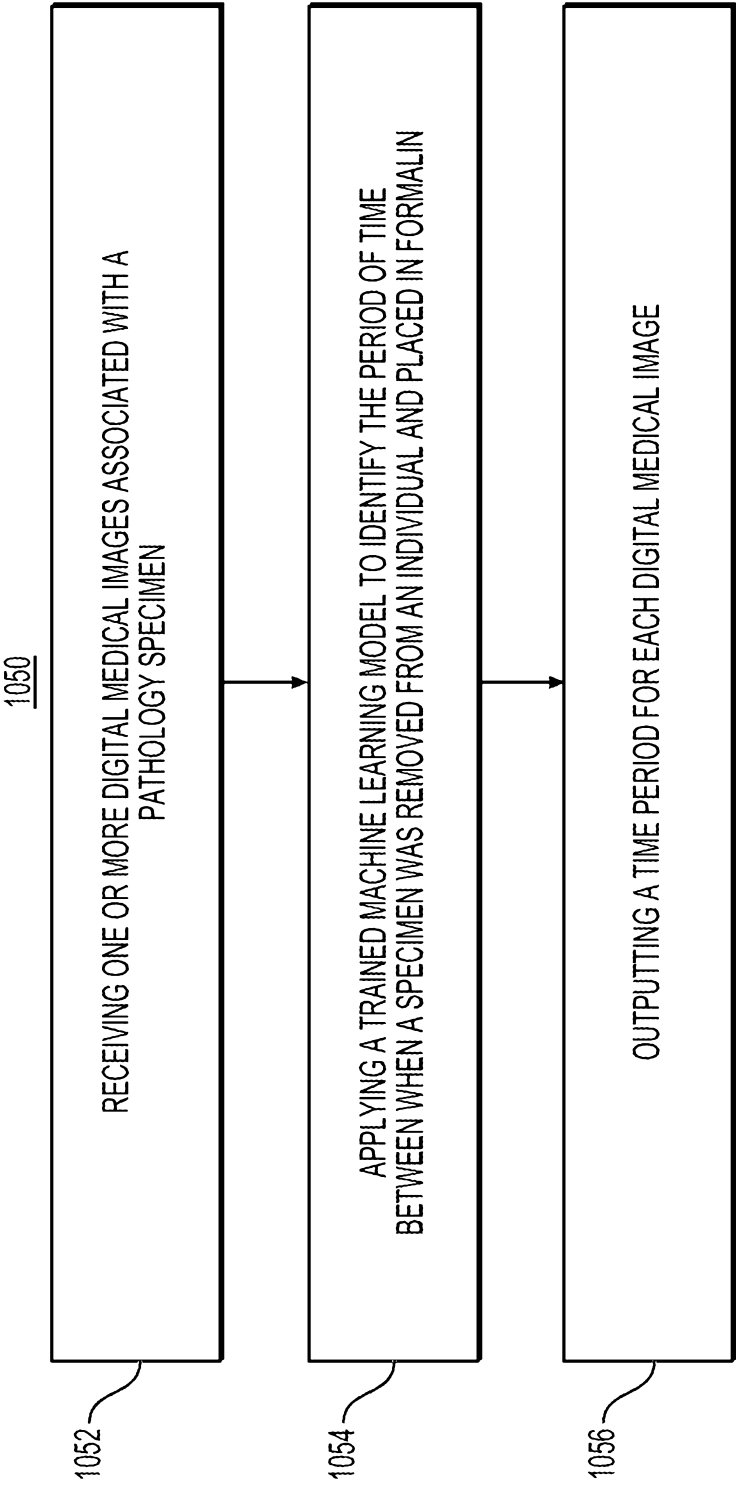 1050
1052
RECEIVING ONE OR MORE DIGITAL MEDICAL IMAGES ASSOCIATED WITH A
PATHOLOGY SPECIMEN
1054
APPLYING A TRAINED MACHINE LEARNING MODEL TO IDENTIFY THE PERIOD OF TIME
BETWEEN WHEN A SPECIMEN WAS REMOVED FROM AN INDIVIDUAL AND PLACED IN FORMALIN
1056
OUTPUTTING A TIME PERIOD FOR EACH DIGITAL MEDICAL IMAGE